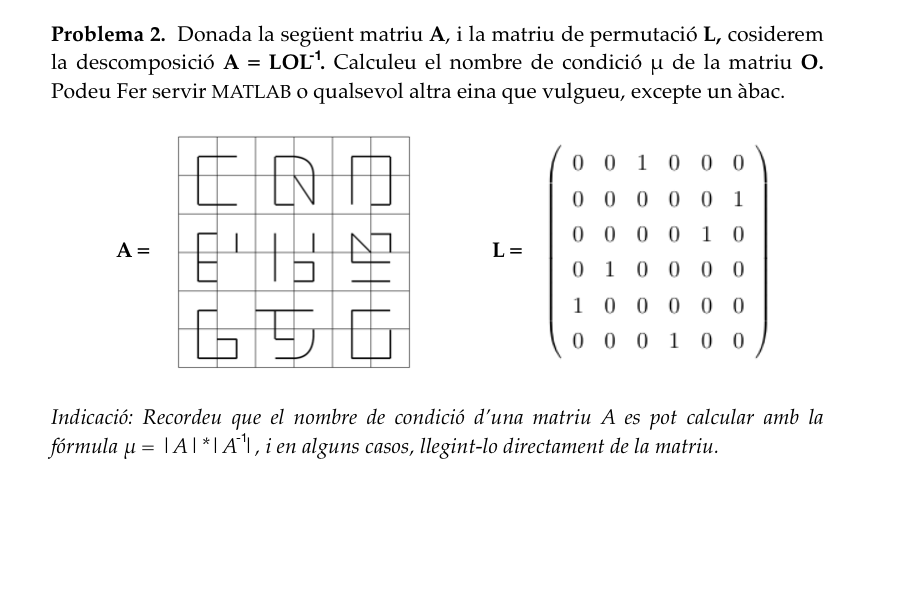 Problema 2. Donada la següent matriu A, i la matriu de permutació L, cosiderem
la descomposició A = LOL⁻¹. Calculeu el nombre de condició μ de la matriu O.
Podeu Fer servir MATLAB o qualsevol altra eina que vulgueu, excepte un àbac.
A =
L =
0 0 1 0 0 0
0 0 0 0 0 1
0 0 0 0 1 0
0 1 0 0 0 0
1 0 0 0 0 0
0 0 0 1 0 0
Indicació: Recordeu que el nombre de condició d'una matriu A es pot calcular amb la
fórmula μ = |A|*|A⁻¹|, i en alguns casos, llegint-lo directament de la matriu.